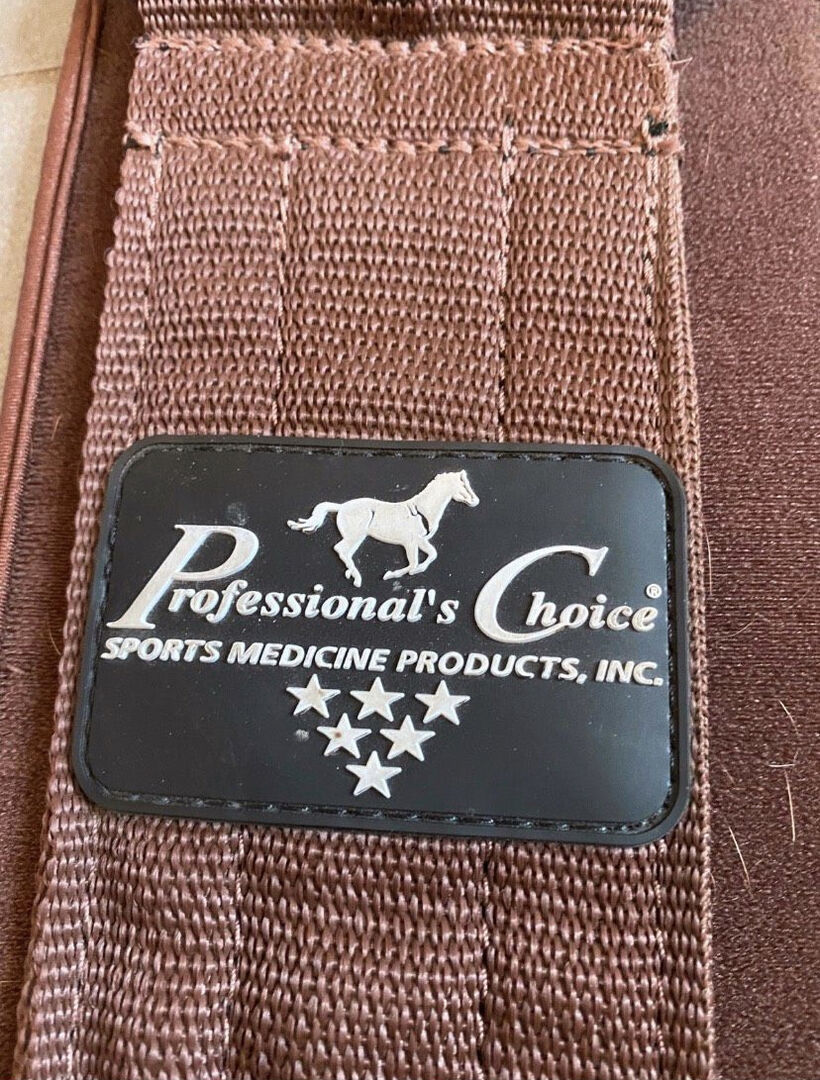 Professional's Choice®
SPORTS MEDICINE PRODUCTS, INC.